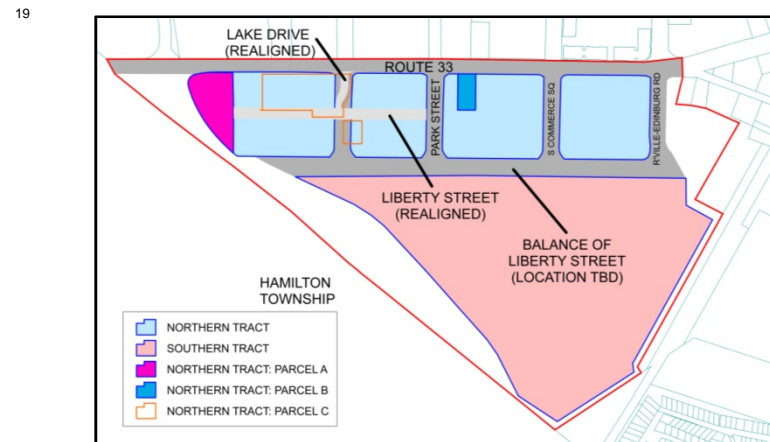 19
LAKE DRIVE
(REALIGNED)
ROUTE 33
PARK STREET
S COMMERCE SQ
R'VILLE-EDINBURG RD
LIBERTY STREET
(REALIGNED)
BALANCE OF
LIBERTY STREET
(LOCATION TBD)
HAMILTON
TOWNSHIP
NORTHERN TRACT
SOUTHERN TRACT
NORTHERN TRACT: PARCEL A
NORTHERN TRACT: PARCEL B
NORTHERN TRACT: PARCEL C